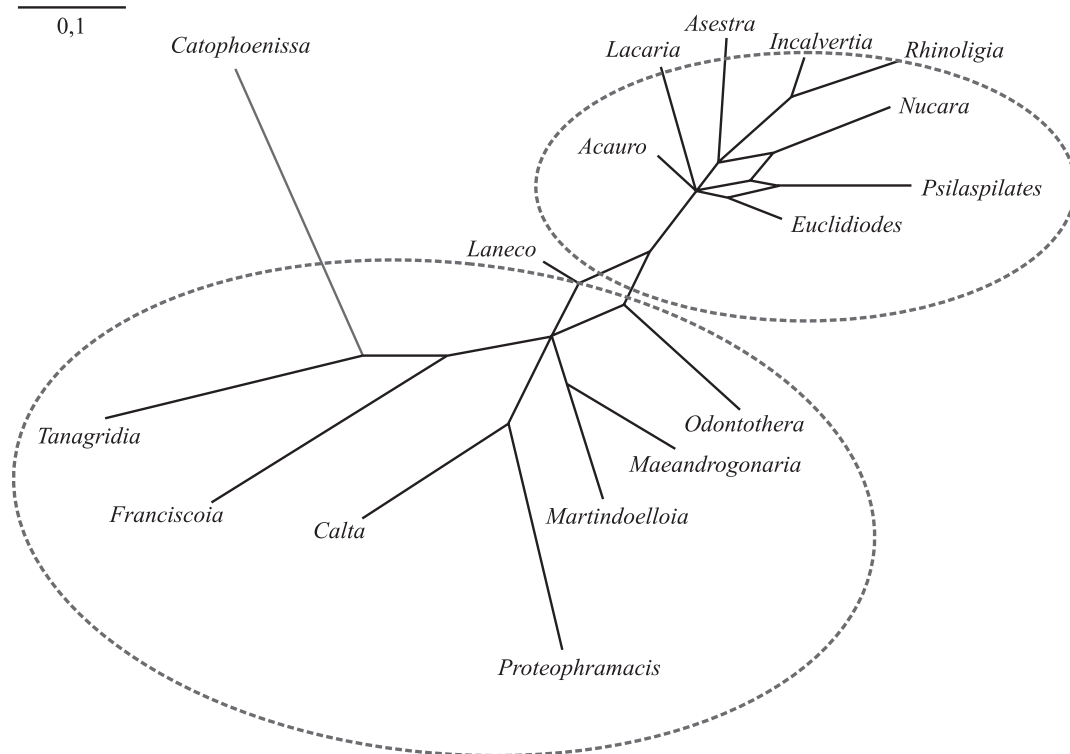 0,1
Catophoenissa
Asestra
Lacaria
Incalvertia
Rhinoligia
Nucara
Acauro
Psilaspilates
Euclidiodes
Laneco
Odontothera
Tanagridia
Maeandrogonaria
Franciscoia
Calta
Martindoelloia
Proteophramacis